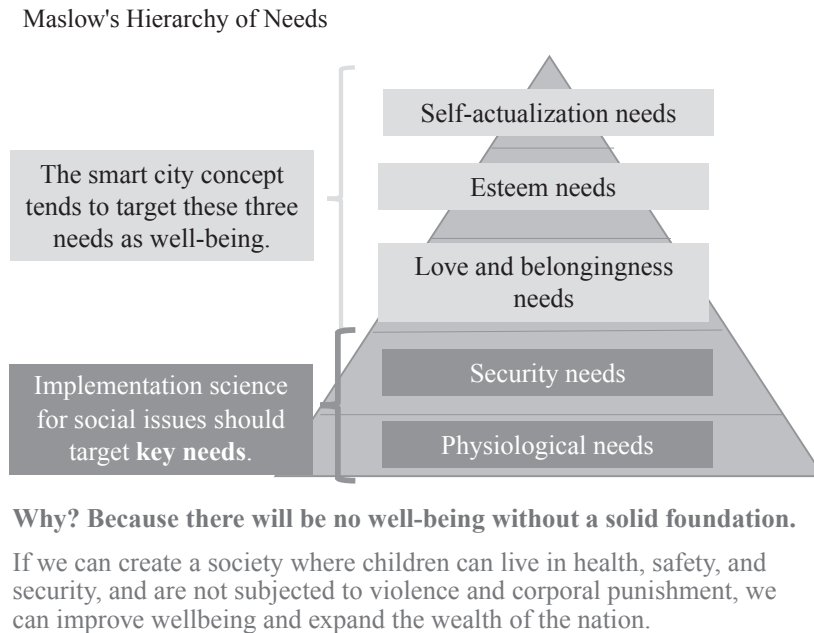 Maslow's Hierarchy of Needs
Self-actualization needs
The smart city concept
tends to target these three
needs as well-being.
Esteem needs
Love and belongingness
needs
Implementation science
for social issues should
target key needs.
Security needs
Physiological needs
Why? Because there will be no well-being without a solid foundation.
If we can create a society where children can live in health, safety, and
security, and are not subjected to violence and corporal punishment, we
can improve wellbeing and expand the wealth of the nation.